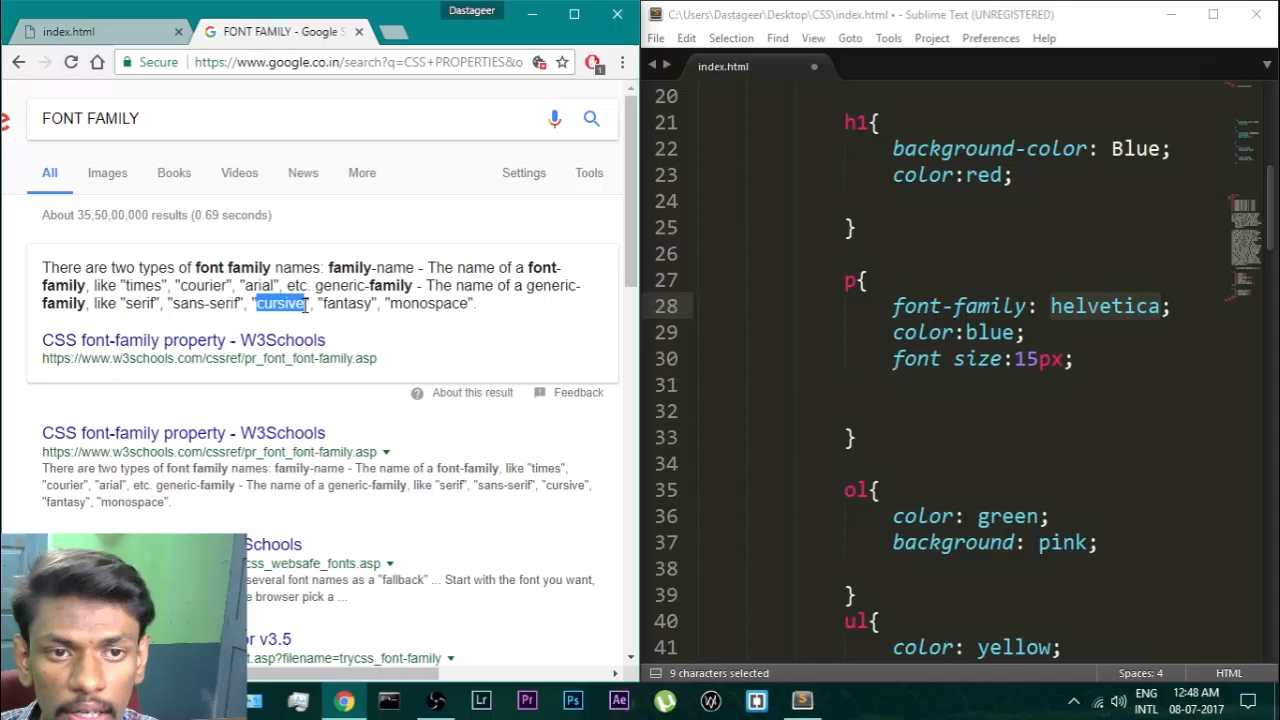 Dastageer
index.html
FONT FAMILY - Google S
Secure
https://www.google.co.in/search?q=CSS+PROPERTIES&o
1
FONT FAMILY
All
Images
Books
Videos
News
More
Settings
Tools
About 35,50,00,000 results (0.69 seconds)
There are two types of font family names: family-name - The name of a font-
family, like "times", "courier", "arial", etc. generic-family - The name of a generic-
family, like "serif", "sans-serif", "cursive", "fantasy", "monospace".
CSS font-family property - W3Schools
https://www.w3schools.com/cssref/pr_font_font-family.asp
About this result
Feedback
CSS font-family property - W3Schools
https://www.w3schools.com/cssref/pr_font_font-family.asp
There are two types of font family names: family-name - The name of a font-family, like "times",
"courier", "arial", etc. generic-family - The name of a generic-family, like "serif", "sans-serif", "cursive",
"fantasy", "monospace".
Schools
css_websafe_fonts.asp
several font names as a "fallback" ... Start with the font you want,
e browser pick a ...
or v3.5
t.asp?filename=trycss_font-family
C:\Users\Dastageer\Desktop\CSS\index.html • - Sublime Text (UNREGISTERED)
File Edit Selection Find View Goto Tools Project Preferences Help
index.html
20
21 h1{
22 background-color: Blue;
23 color:red;
24
25 }
26
27 p{
28 font-family: helvetica;
29 color:blue;
30 font size:15px;
31
32
33 }
34
35 ol{
36 color: green;
37 background: pink;
38
39 }
40 ul{
41 color: yellow;
9 characters selected
Spaces: 4
HTML
Lr
Pr
Ps
Ae
ENG
INTL
12:48 AM
08-07-2017